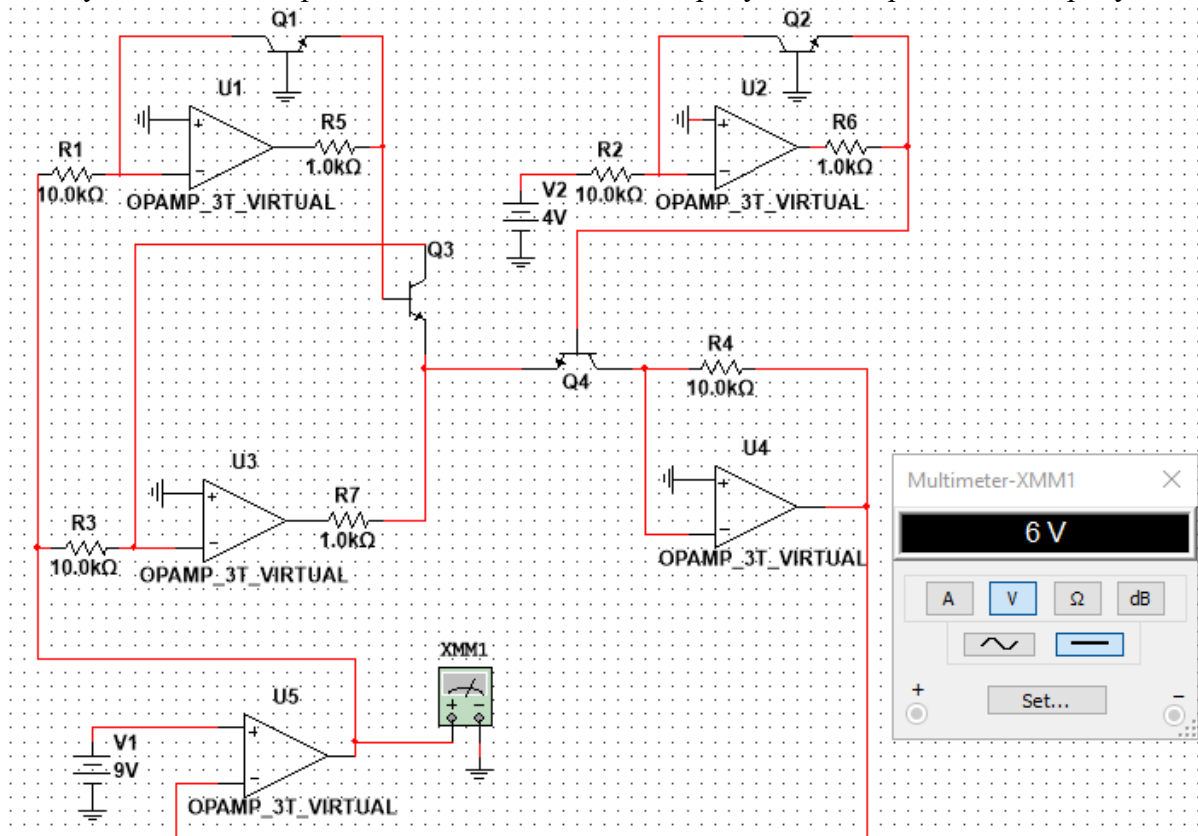 Q1
Q2
U1
U2
R5
R6
R1
R2
1.0kΩ
1.0kΩ
V2
10.0kΩ
10.0kΩ
OPAMP_3T_VIRTUAL
OPAMP_3T_VIRTUAL
4V
Q3
R4
Q4
10.0kΩ
U3
U4
R7
Multimeter-XMM1
R3
6 V
1.0kΩ
10.0kΩ
OPAMP_3T_VIRTUAL
OPAMP_3T_VIRTUAL
A
V
Ω
dB
XMM1
U5
Set...
V1
9V
OPAMP_3T_VIRTUAL